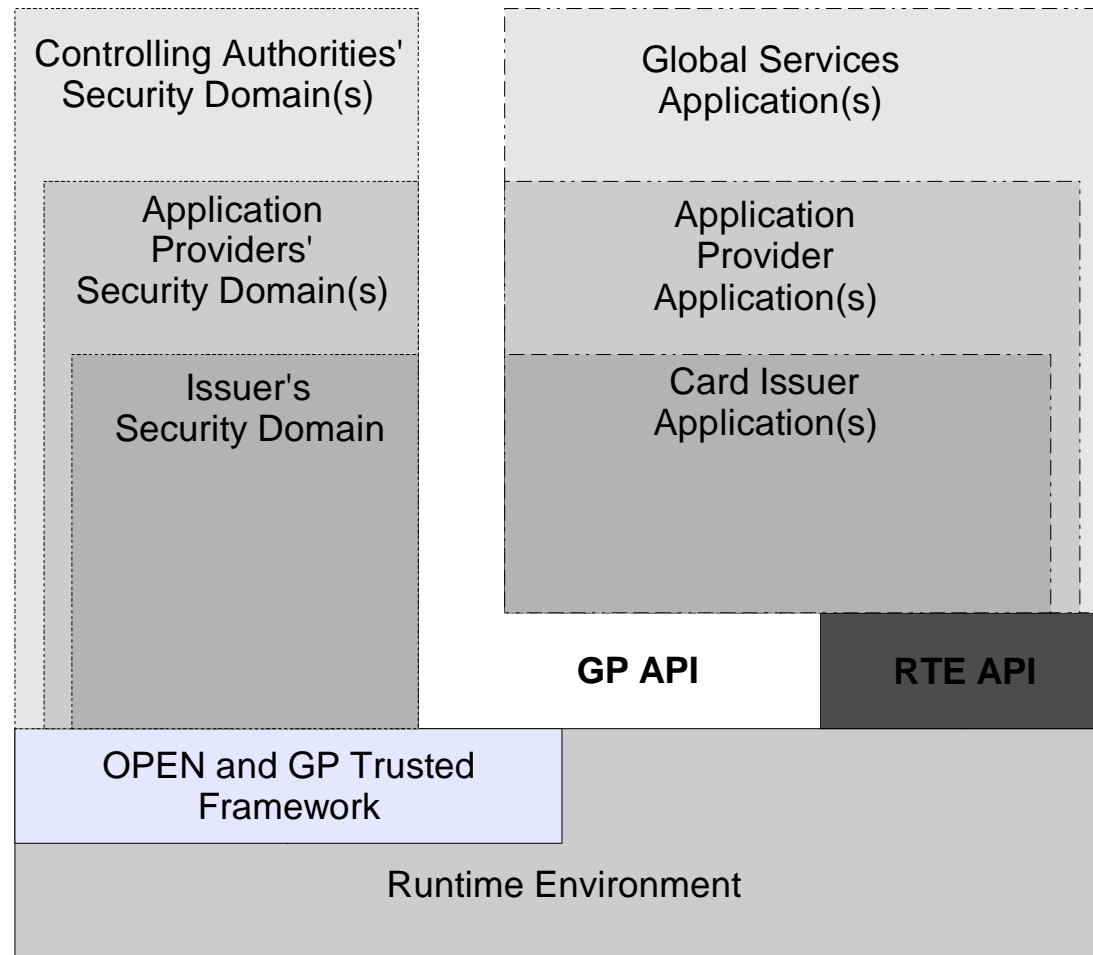 Controlling Authorities'
Security Domain(s)
Global Services
Application(s)
Application
Providers'
Security Domain(s)
Application
Provider
Application(s)
Issuer's
Security Domain
Card Issuer
Application(s)
GP API
RTE API
OPEN and GP Trusted
Framework
Runtime Environment